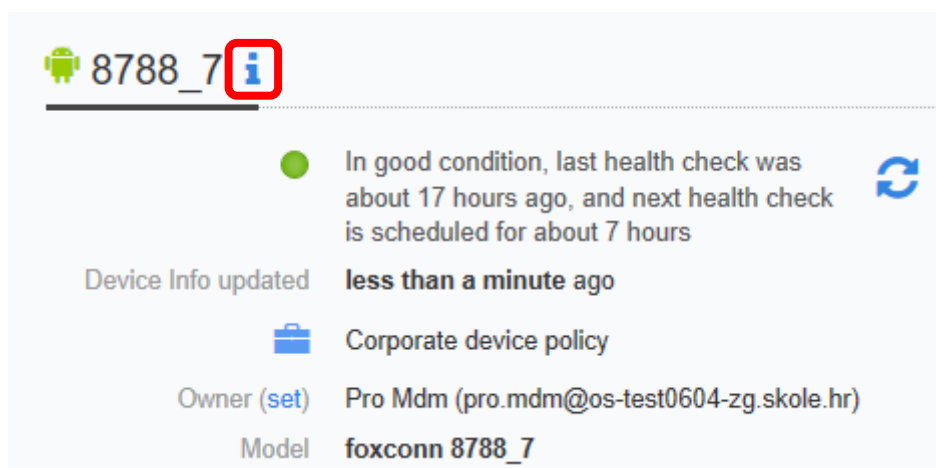 8788_7 i
In good condition, last health check was
about 17 hours ago, and next health check
is scheduled for about 7 hours
Device Info updated less than a minute ago
Corporate device policy
Owner (set) Pro Mdm (pro.mdm@os-test0604-zg.skole.hr)
Model foxconn 8788_7